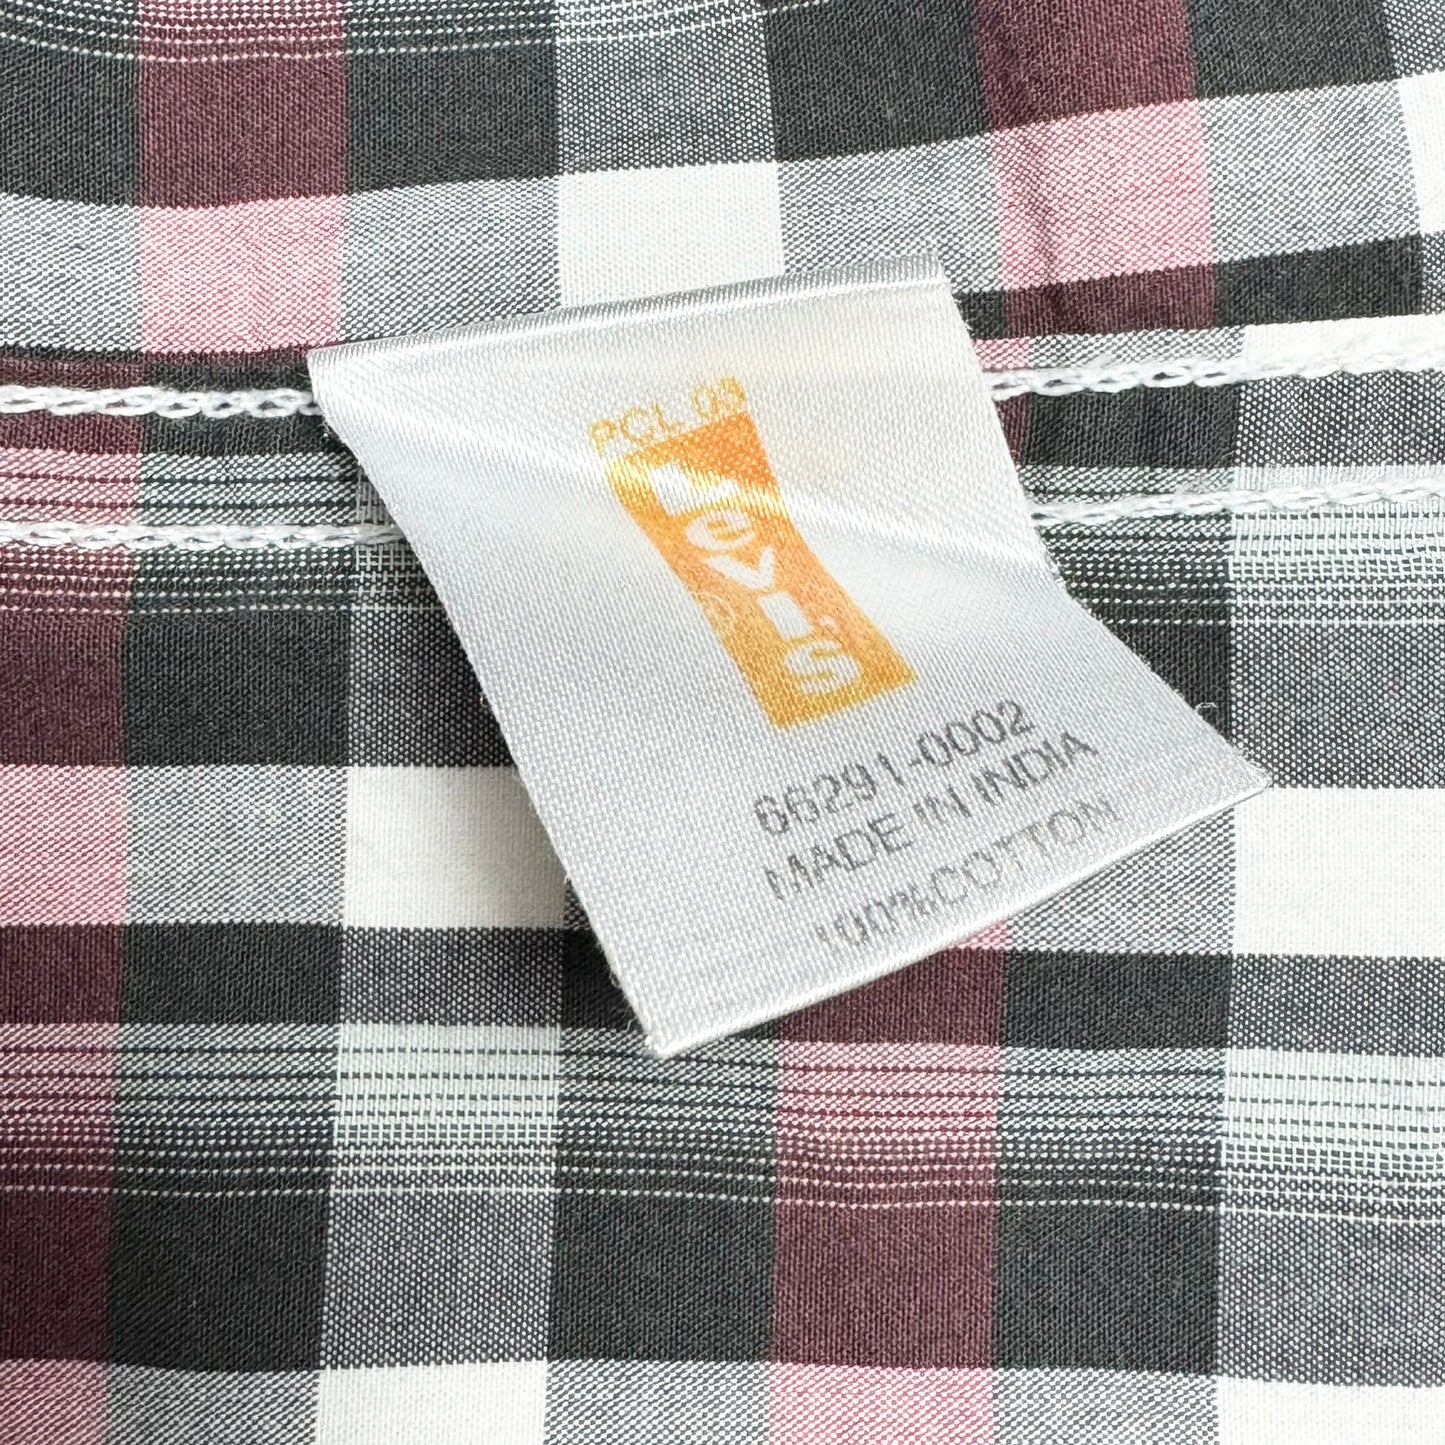 PCL 09
Levi's
®
66291-0002
MADE IN INDIA
100%COTTON